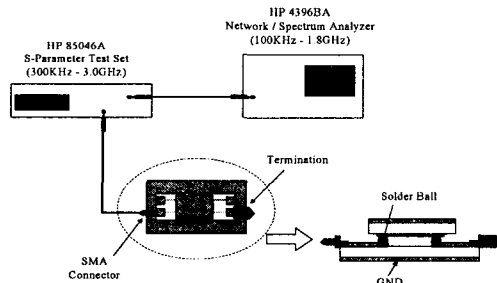 HP 4396BA
Network / Spectrum Analyzer
(100KHz - 1.8GHz)
HP 85046A
S-Parameter Test Set
(300KHz - 3.0GHz)
Termination
Solder Ball
SMA
Connector
GND